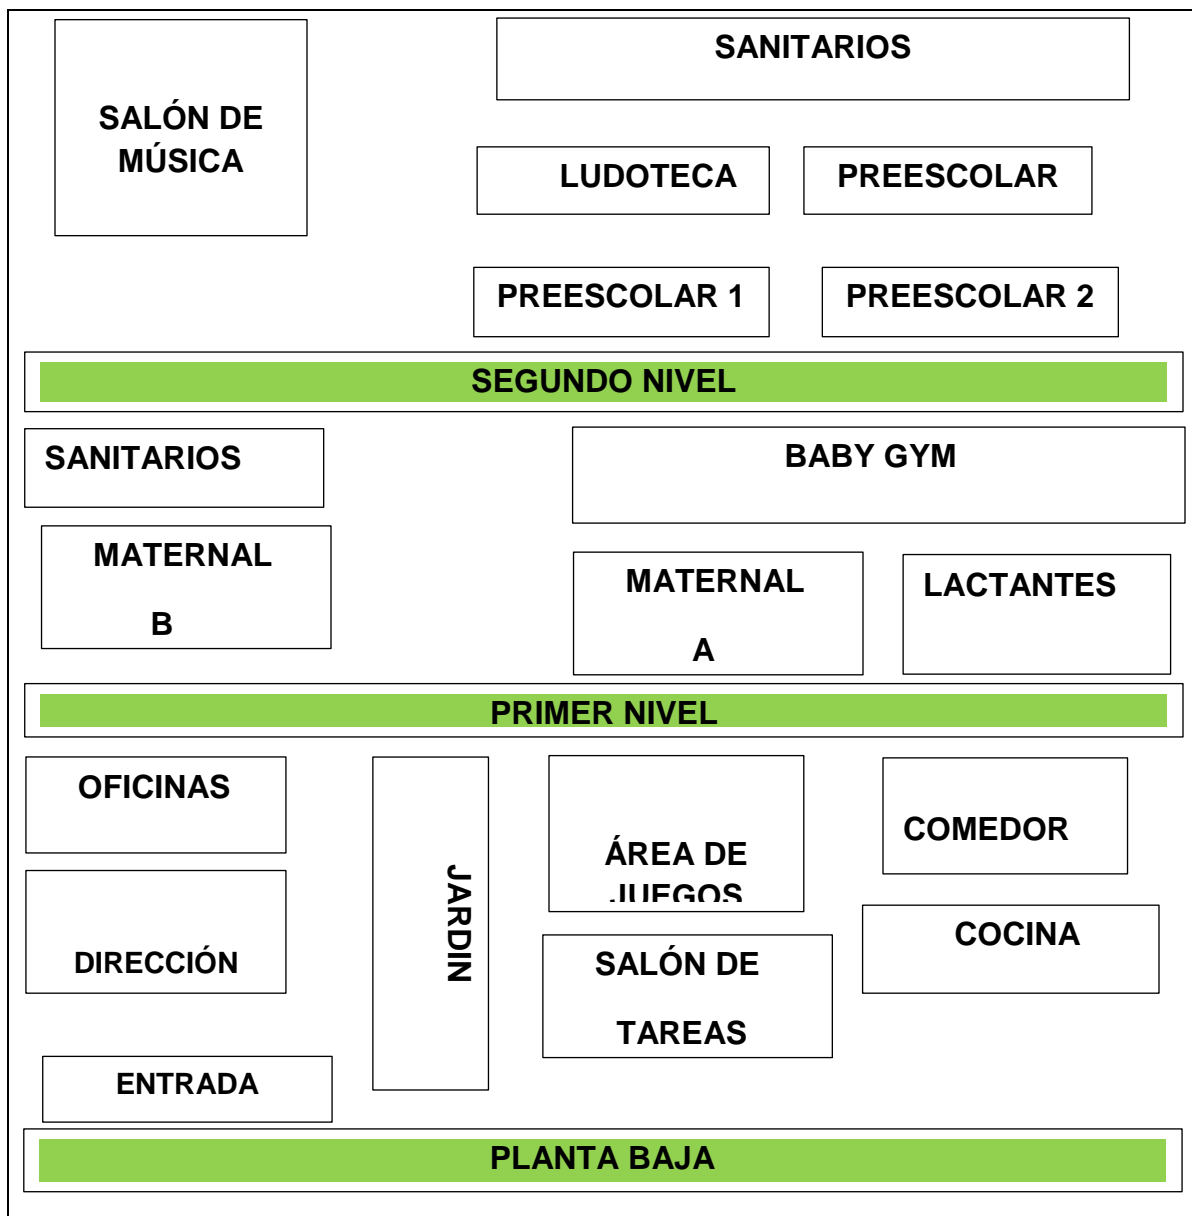 SALÓN DE
MÚSICA
SANITARIOS
LUDOTECA
PREESCOLAR
PREESCOLAR 1
PREESCOLAR 2
SEGUNDO NIVEL
SANITARIOS
BABY GYM
MATERNAL
B
MATERNAL
A
LACTANTES
PRIMER NIVEL
OFICINAS
JARDIN
ÁREA DE
JUEGOS
COMEDOR
DIRECCIÓN
SALÓN DE
TAREAS
COCINA
ENTRADA
PLANTA BAJA